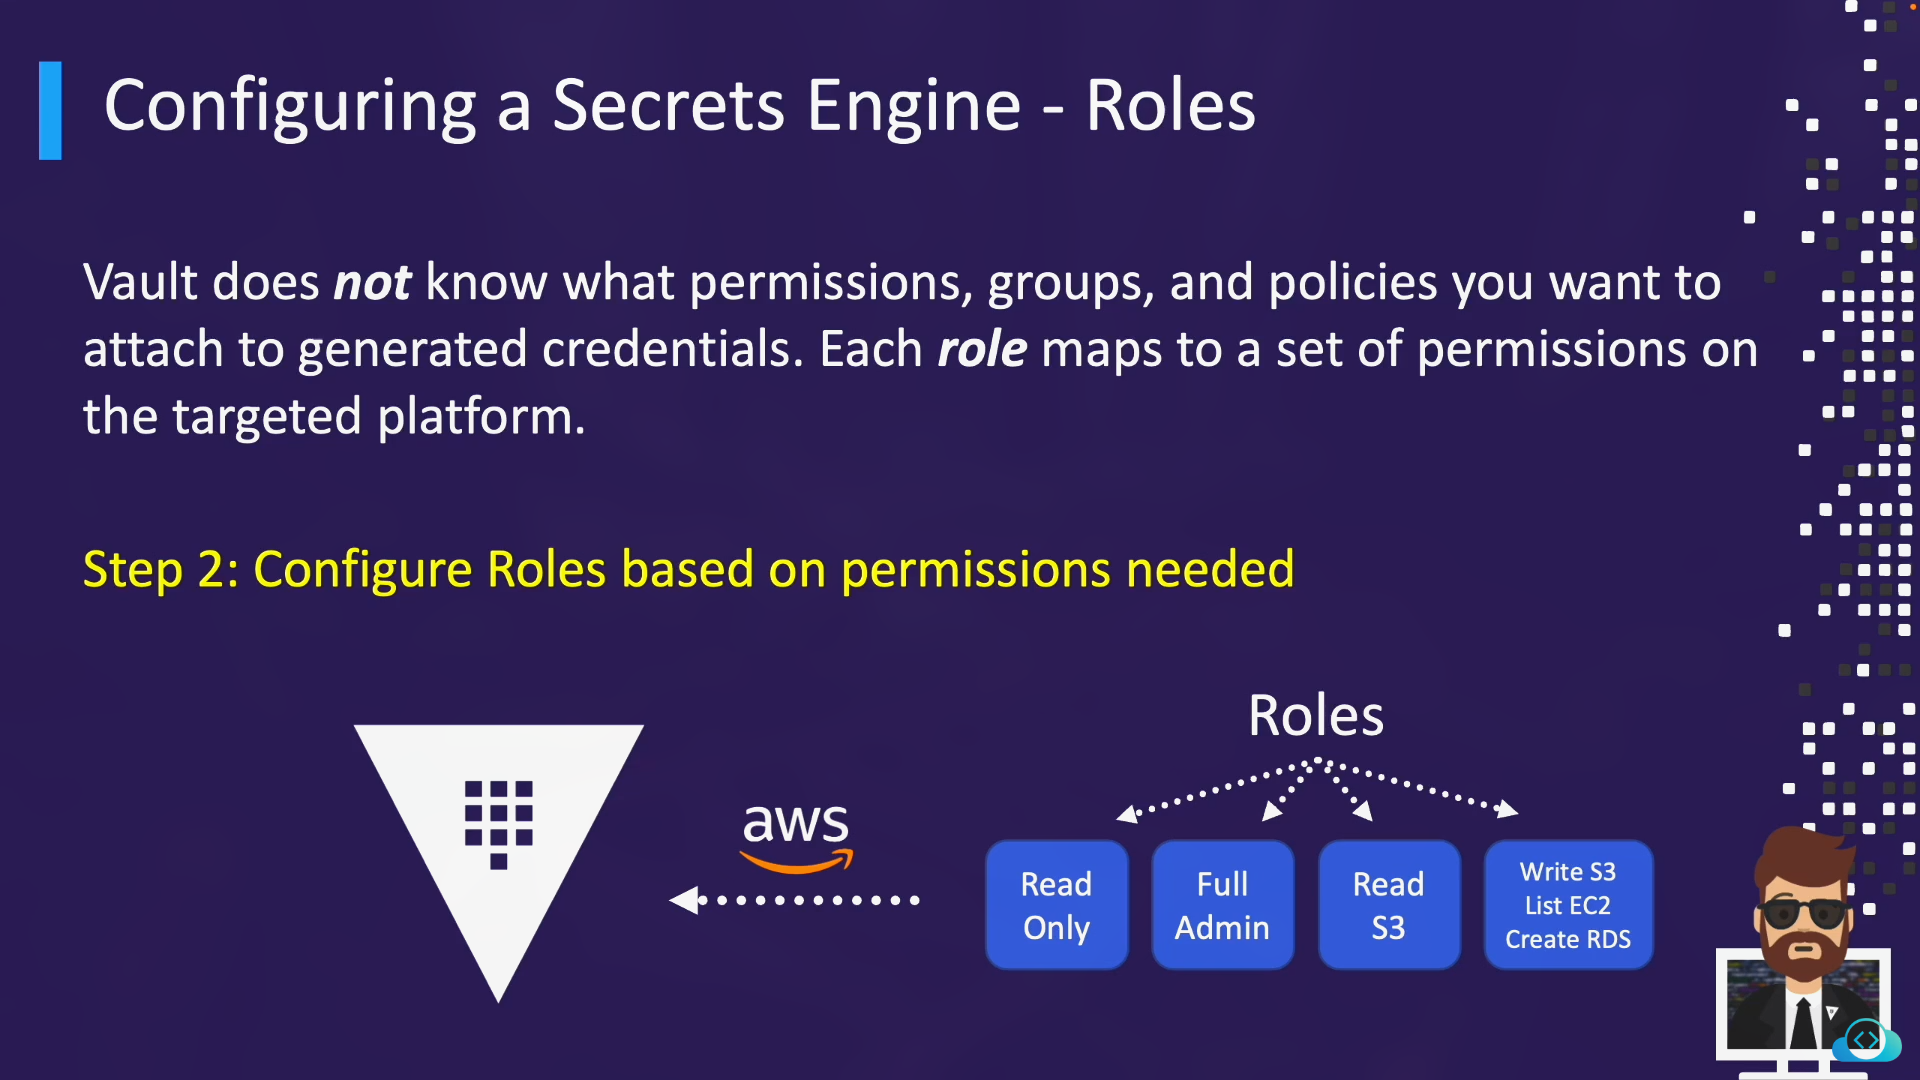 Configuring a Secrets Engine - Roles
Vault does not know what permissions, groups, and policies you want to
attach to generated credentials. Each role maps to a set of permissions on
the targeted platform.
Step 2: Configure Roles based on permissions needed
Roles
aws
Read
Only
Full
Admin
Read
S3
Write S3
List EC2
Create RDS